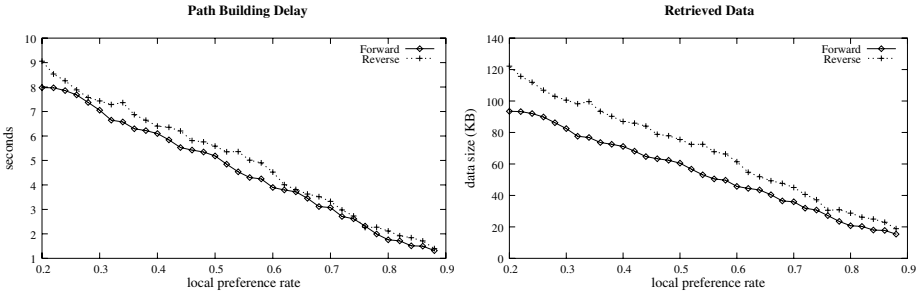 Path Building Delay
10
9
8
7
6
5
4
3
2
1
seconds
Forward
Reverse
0.2 0.3 0.4 0.5 0.6 0.7 0.8 0.9
local preference rate
Retrieved Data
140
120
100
80
60
40
20
0
data size (KB)
Forward
Reverse
0.2 0.3 0.4 0.5 0.6 0.7 0.8 0.9
local preference rate